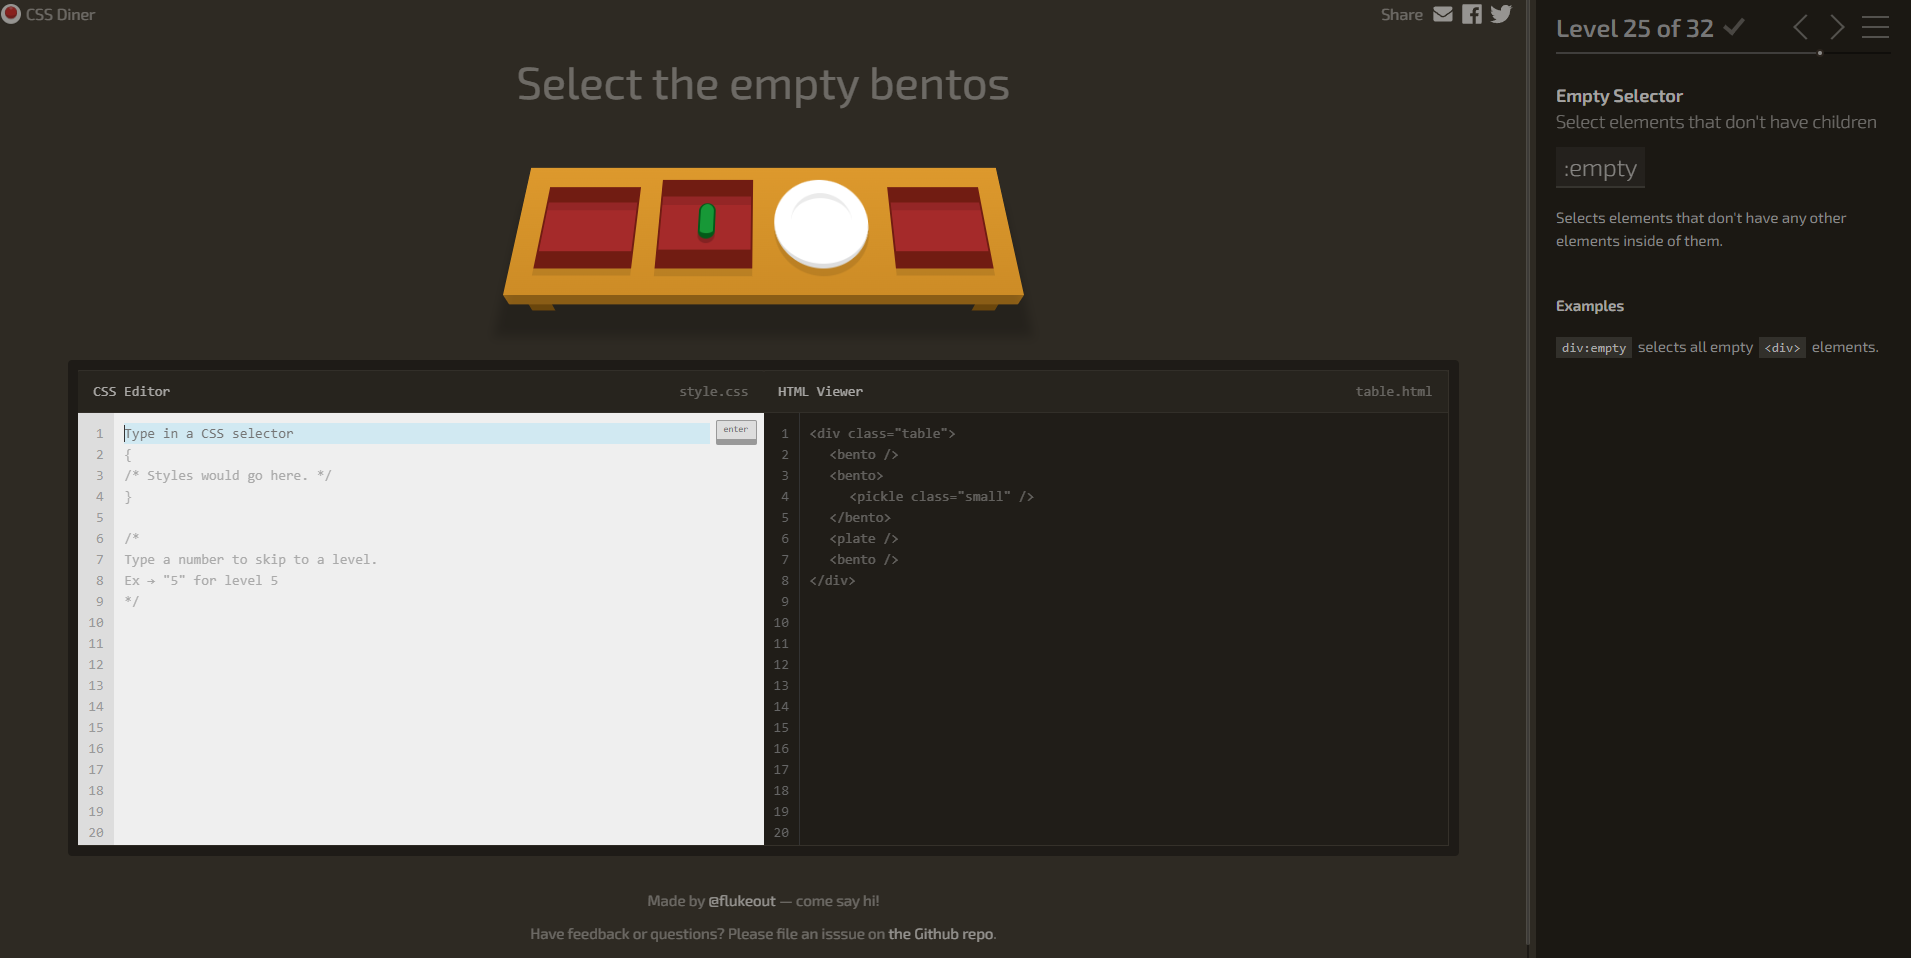 CSS Diner
Share
Select the empty bentos
CSS Editor
style.css
1 Type in a CSS selector
enter
2 {
3 /* Styles would go here. */
4 }
5
6 /*
7 Type a number to skip to a level.
8 Ex → "5" for level 5
9 */
10
11
12
13
14
15
16
17
18
19
20
HTML Viewer
table.html
1 <div class="table">
2 <bento />
3 <bento>
4 <pickle class="small" />
5 </bento>
6 <plate />
7 <bento />
8 </div>
9
10
11
12
13
14
15
16
17
18
19
20
Made by @flukeout — come say hi!
Have feedback or questions? Please file an isssue on the Github repo.
Level 25 of 32
Empty Selector
Select elements that don't have children
:empty
Selects elements that don't have any other
elements inside of them.
Examples
div:empty selects all empty <div> elements.